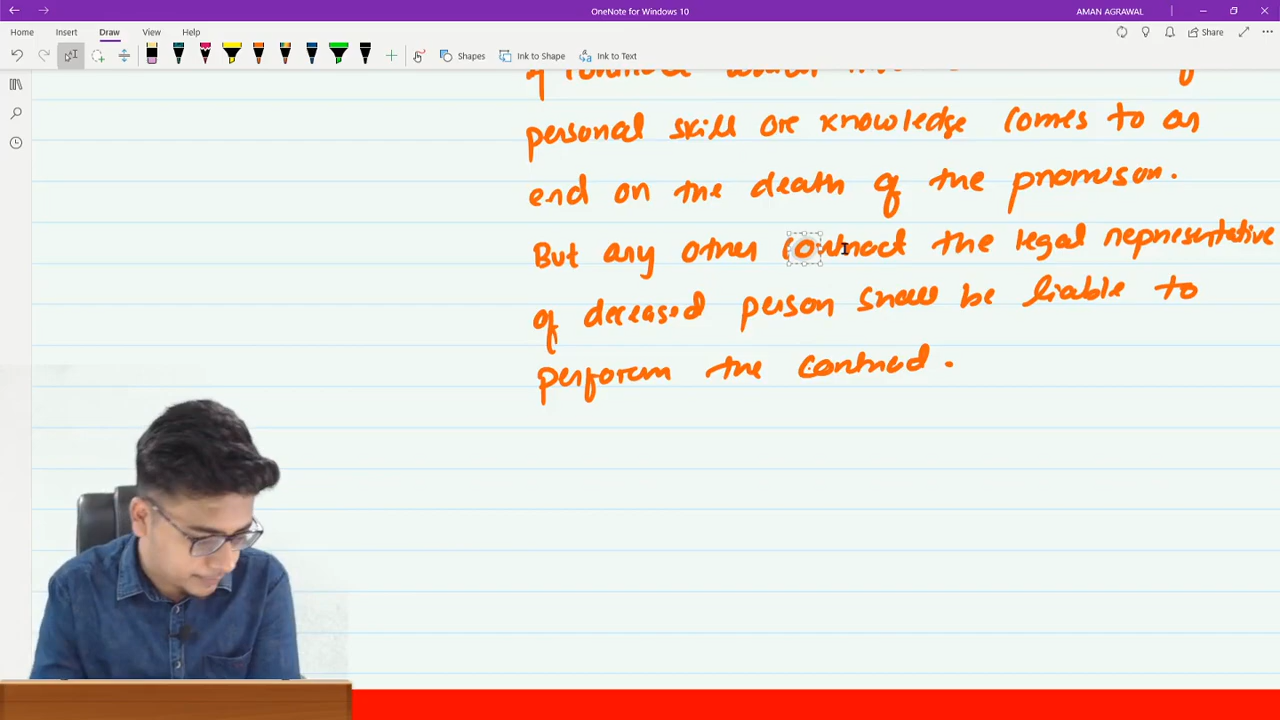 OneNote for Windows 10
AMAN AGRAWAL
Home Insert Draw View Help
Share
Shapes Ink to Shape Ink to Text
of
personal skill or knowledge comes to an
end on the death of the promisor.
But any other contract the legal representative
of deceased person shall be liable to
perform the contract.